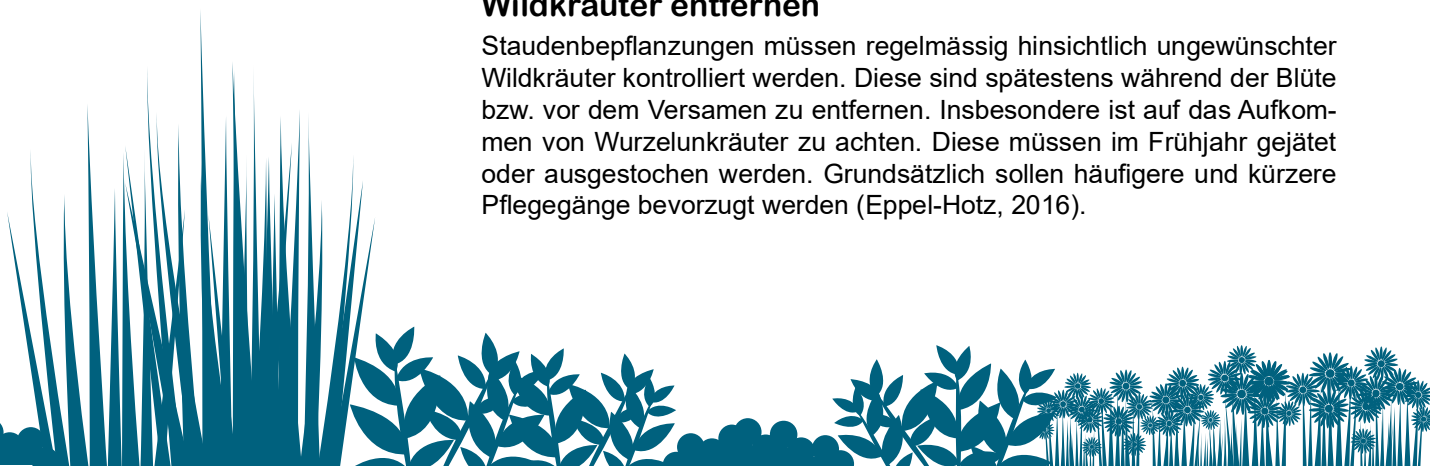 Wildkräuter entfernen
Staudenbepflanzungen müssen regelmässig hinsichtlich ungewünschter
Wildkräuter kontrolliert werden. Diese sind spätestens während der Blüte
bzw. vor dem Versamen zu entfernen. Insbesondere ist auf das Aufkom-
men von Wurzelunkräuter zu achten. Diese müssen im Frühjahr gejätet
oder ausgestochen werden. Grundsätzlich sollen häufigere und kürzere
Pflegegänge bevorzugt werden (Eppel-Hotz, 2016).